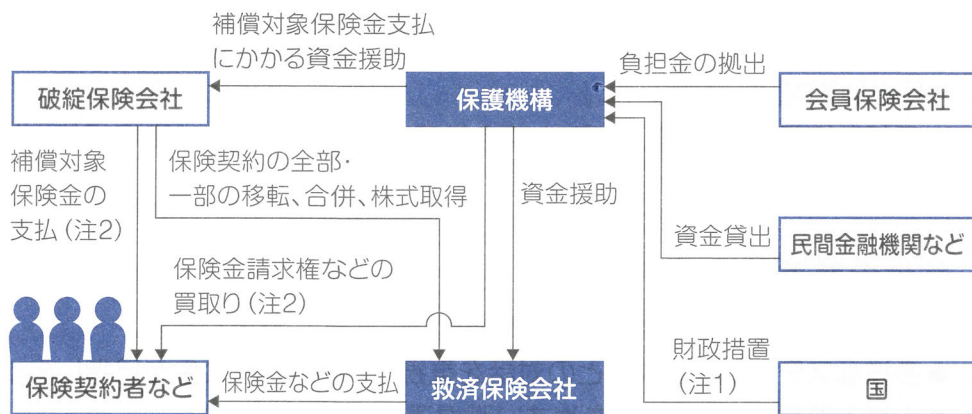 補償対象保険金支払
にかかる資金援助
負担金の拠出
破綻保険会社
保護機構
会員保険会社
補償対象
保険金の
支払(注2)
保険契約の全部・
一部の移転、合併、株式取得
資金援助
資金貸出
民間金融機関など
保険金請求権などの
買取り(注2)
財政措置
(注1)
保険契約者など
保険金などの支払
救済保険会社
国